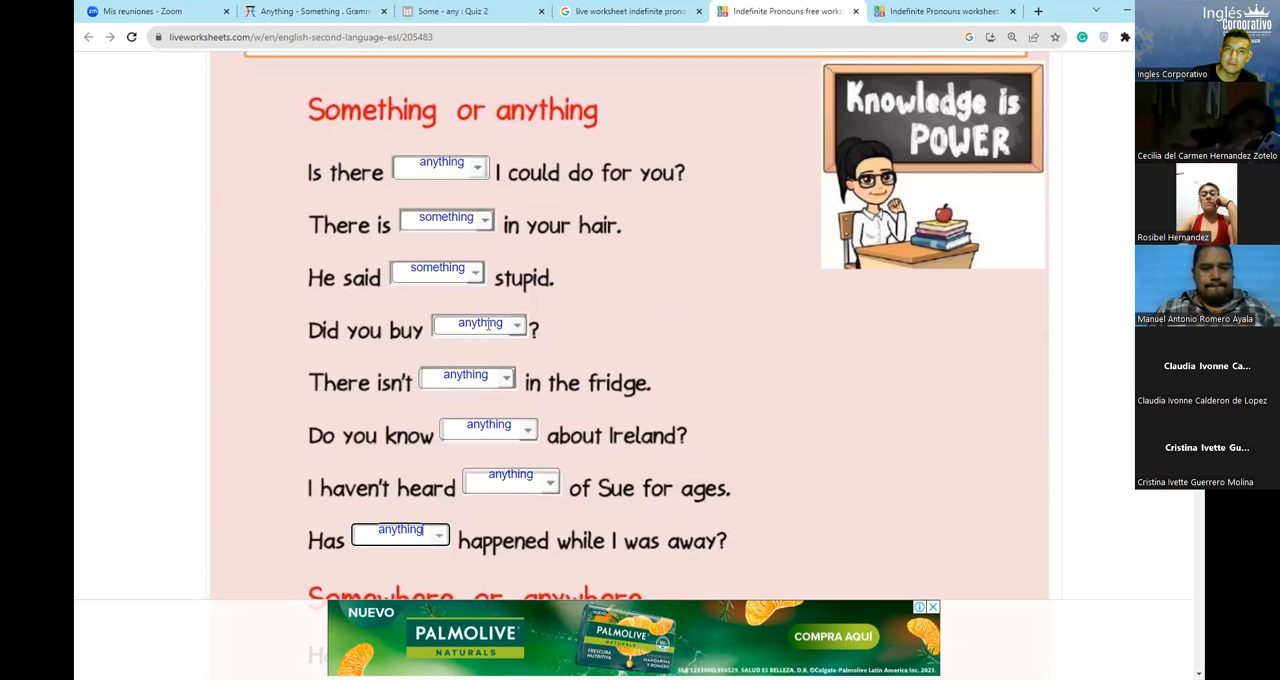 Mis reuniones - Zoom
Anything - Something . Gramm
Some - any : Quiz 2
live worksheet indefinite prono
Indefinite Pronouns free works
Indefinite Pronouns worksheet
liveworksheets.com/w/en/english-second-language-esl/205483
Something or anything
Is there anything I could do for you?
There is something in your hair.
He said something stupid.
Did you buy anything ?
There isn't anything in the fridge.
Do you know anything about Ireland?
I haven't heard anything of Sue for ages.
Has anything happened while I was away?
Somewhere or anywhere
Knowledge is
POWER
NUEVO
PALMOLIVE
NATURALS
PALMOLIVE
NATURALS
COMPRA AQUÍ
Inglés
Corporativo
Ingles Corporativo
Cecilia del Carmen Hernandez Zotelo
Rosibel Hernandez
Manuel Antonio Romero Ayala
Claudia Ivonne Ca...
Claudia Ivonne Calderon de Lopez
Cristina Ivette Gu...
Cristina Ivette Guerrero Molina